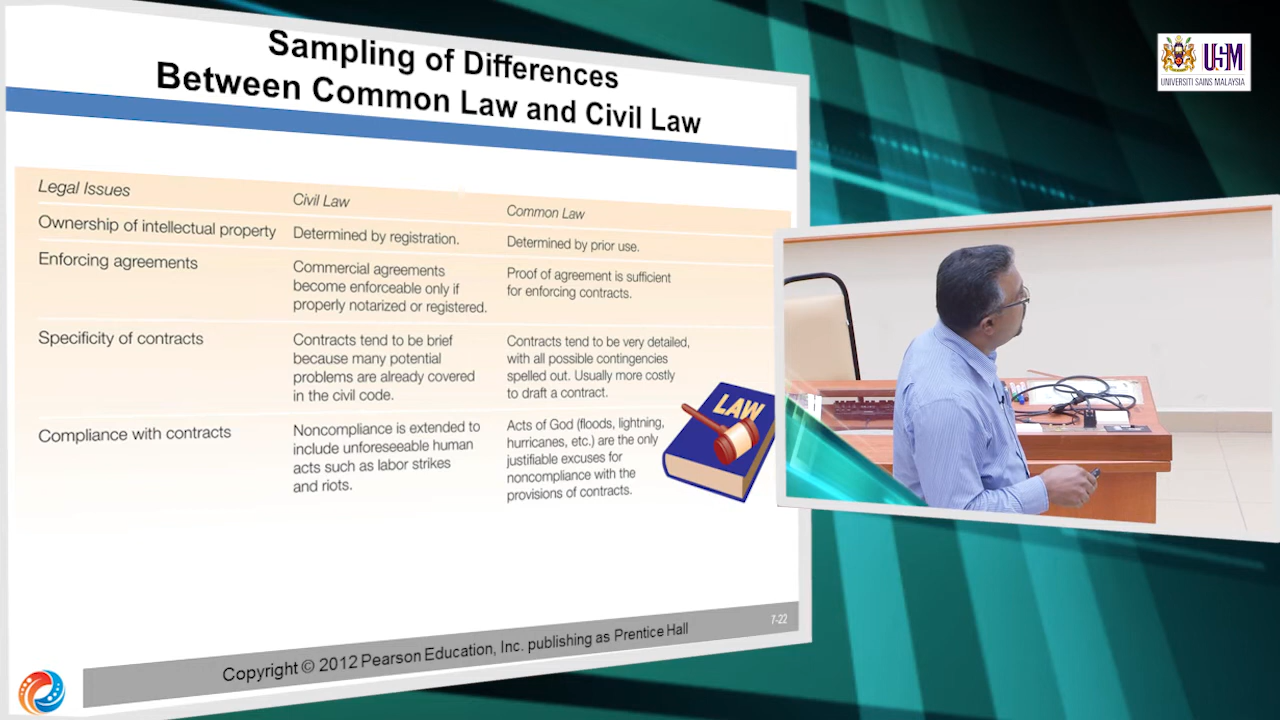 Sampling of Differences
Between Common Law and Civil Law
Legal Issues
Civil Law
Common Law
Ownership of intellectual property
Determined by registration.
Determined by prior use.
Enforcing agreements
Commercial agreements
become enforceable only if
properly notarized or registered.
Proof of agreement is sufficient
for enforcing contracts.
Specificity of contracts
Contracts tend to be brief
because many potential
problems are already covered
in the civil code.
Contracts tend to be very detailed,
with all possible contingencies
spelled out. Usually more costly
to draft a contract.
Compliance with contracts
Noncompliance is extended to
include unforeseeable human
acts such as labor strikes
and riots.
Acts of God (floods, lightning,
hurricanes, etc.) are the only
justifiable excuses for
noncompliance with the
provisions of contracts.
LAW
Copyright © 2012 Pearson Education, Inc. publishing as Prentice Hall
7-22
USM
UNIVERSITI SAINS MALAYSIA